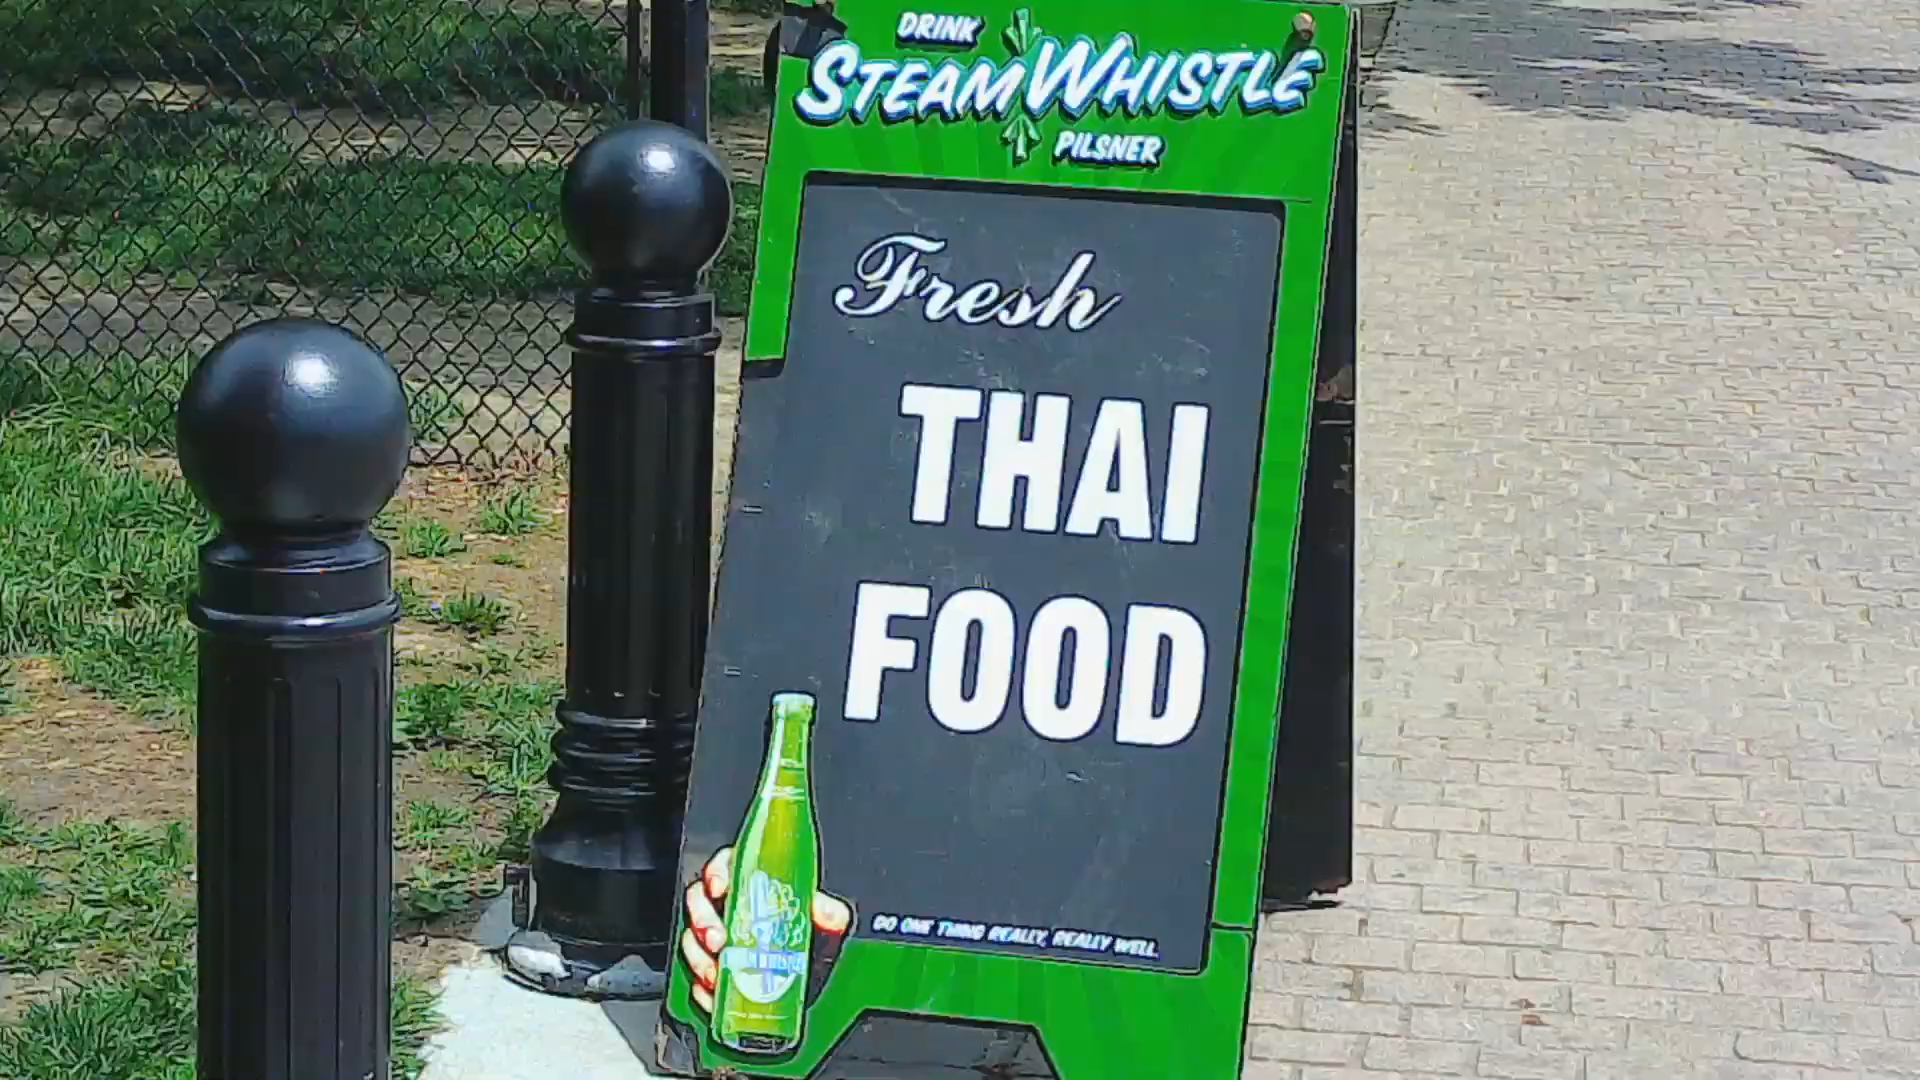 DRINK
STEAM WHISTLE
PILSNER
Fresh
THAI
FOOD
DO ONE THING REALLY, REALLY WELL.